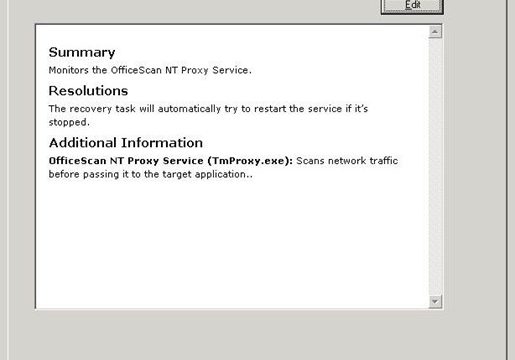 Edit
Summary
Monitors the OfficeScan NT Proxy Service.
Resolutions
The recovery task will automatically try to restart the service if it's
stopped.
Additional Information
OfficeScan NT Proxy Service (TmProxy.exe): Scans network traffic
before passing it to the target application..